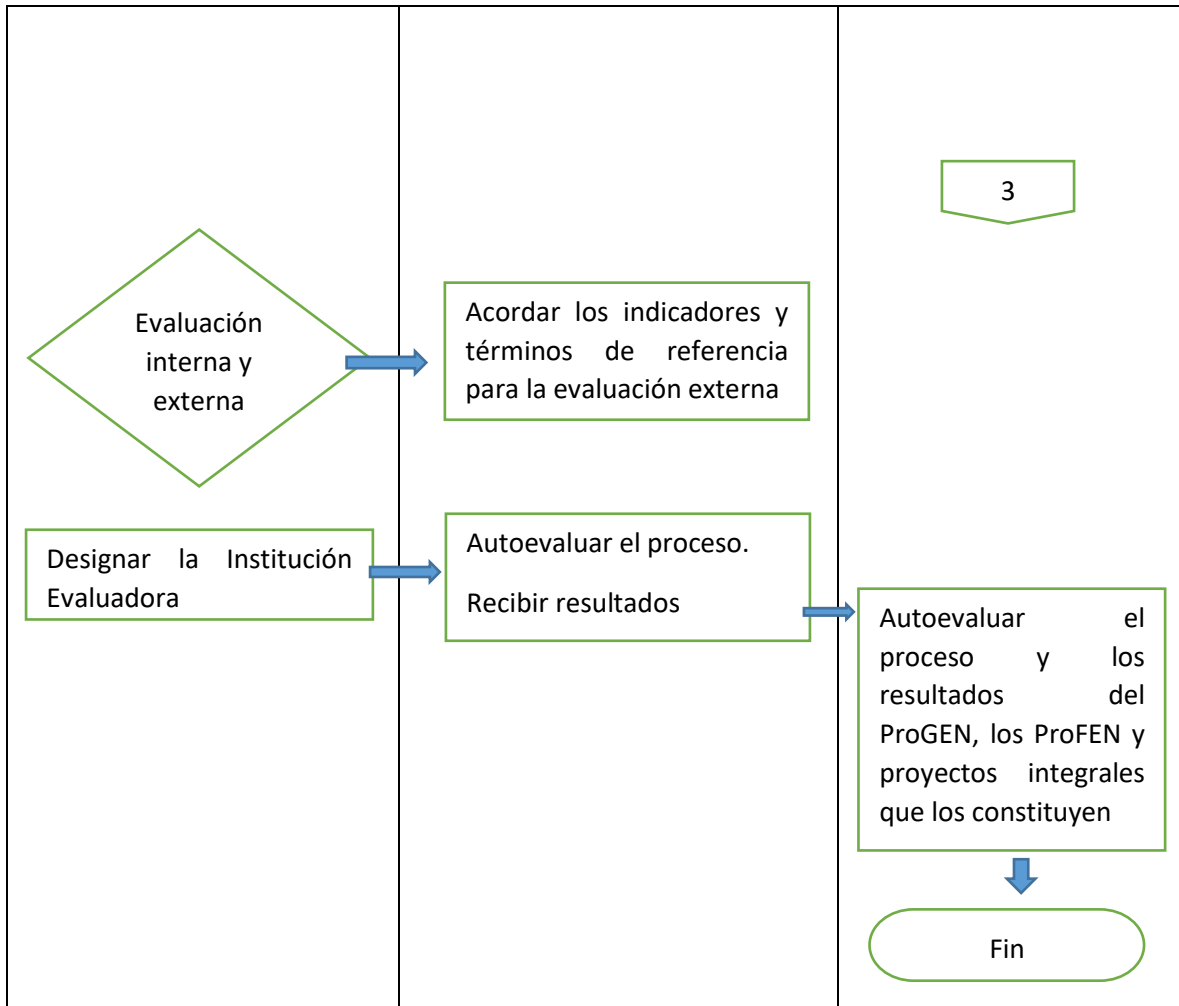 3
Evaluación
interna y
externa
Acordar los indicadores y
términos de referencia
para la evaluación externa
Designar la Institución
Evaluadora
Autoevaluar el proceso.
Recibir resultados
Autoevaluar el
proceso y los
resultados del
ProGEN, los ProFEN y
proyectos integrales
que los constituyen
Fin